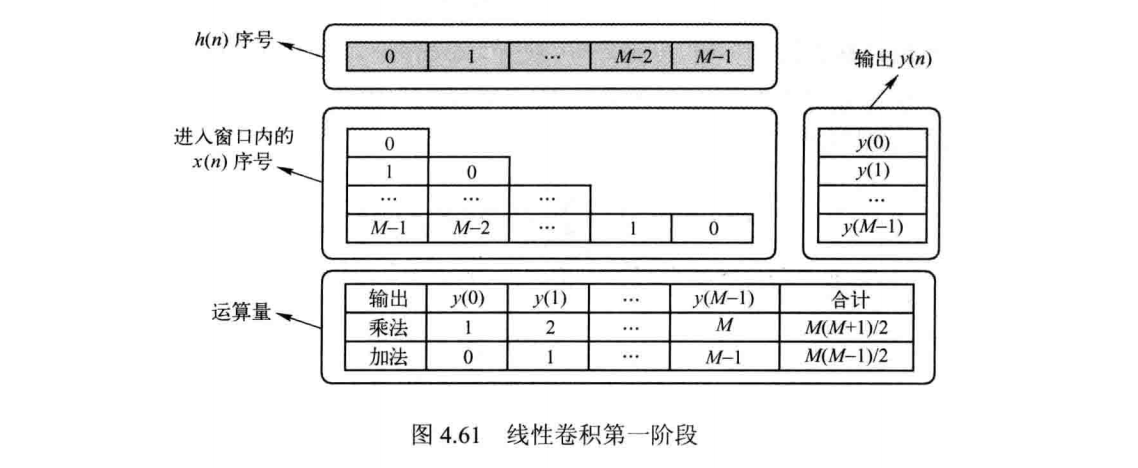 h(n) 序号
0 1 … M−2 M−1
输出 y(n)
进入窗口内的
x(n) 序号
0
1 0
… … …
M−1 M−2 … 1 0
y(0)
y(1)
…
y(M−1)
运算量
输出 y(0) y(1) … y(M−1) 合计
乘法 1 2 … M M(M+1)/2
加法 0 1 … M−1 M(M−1)/2
图 4.61 线性卷积第一阶段